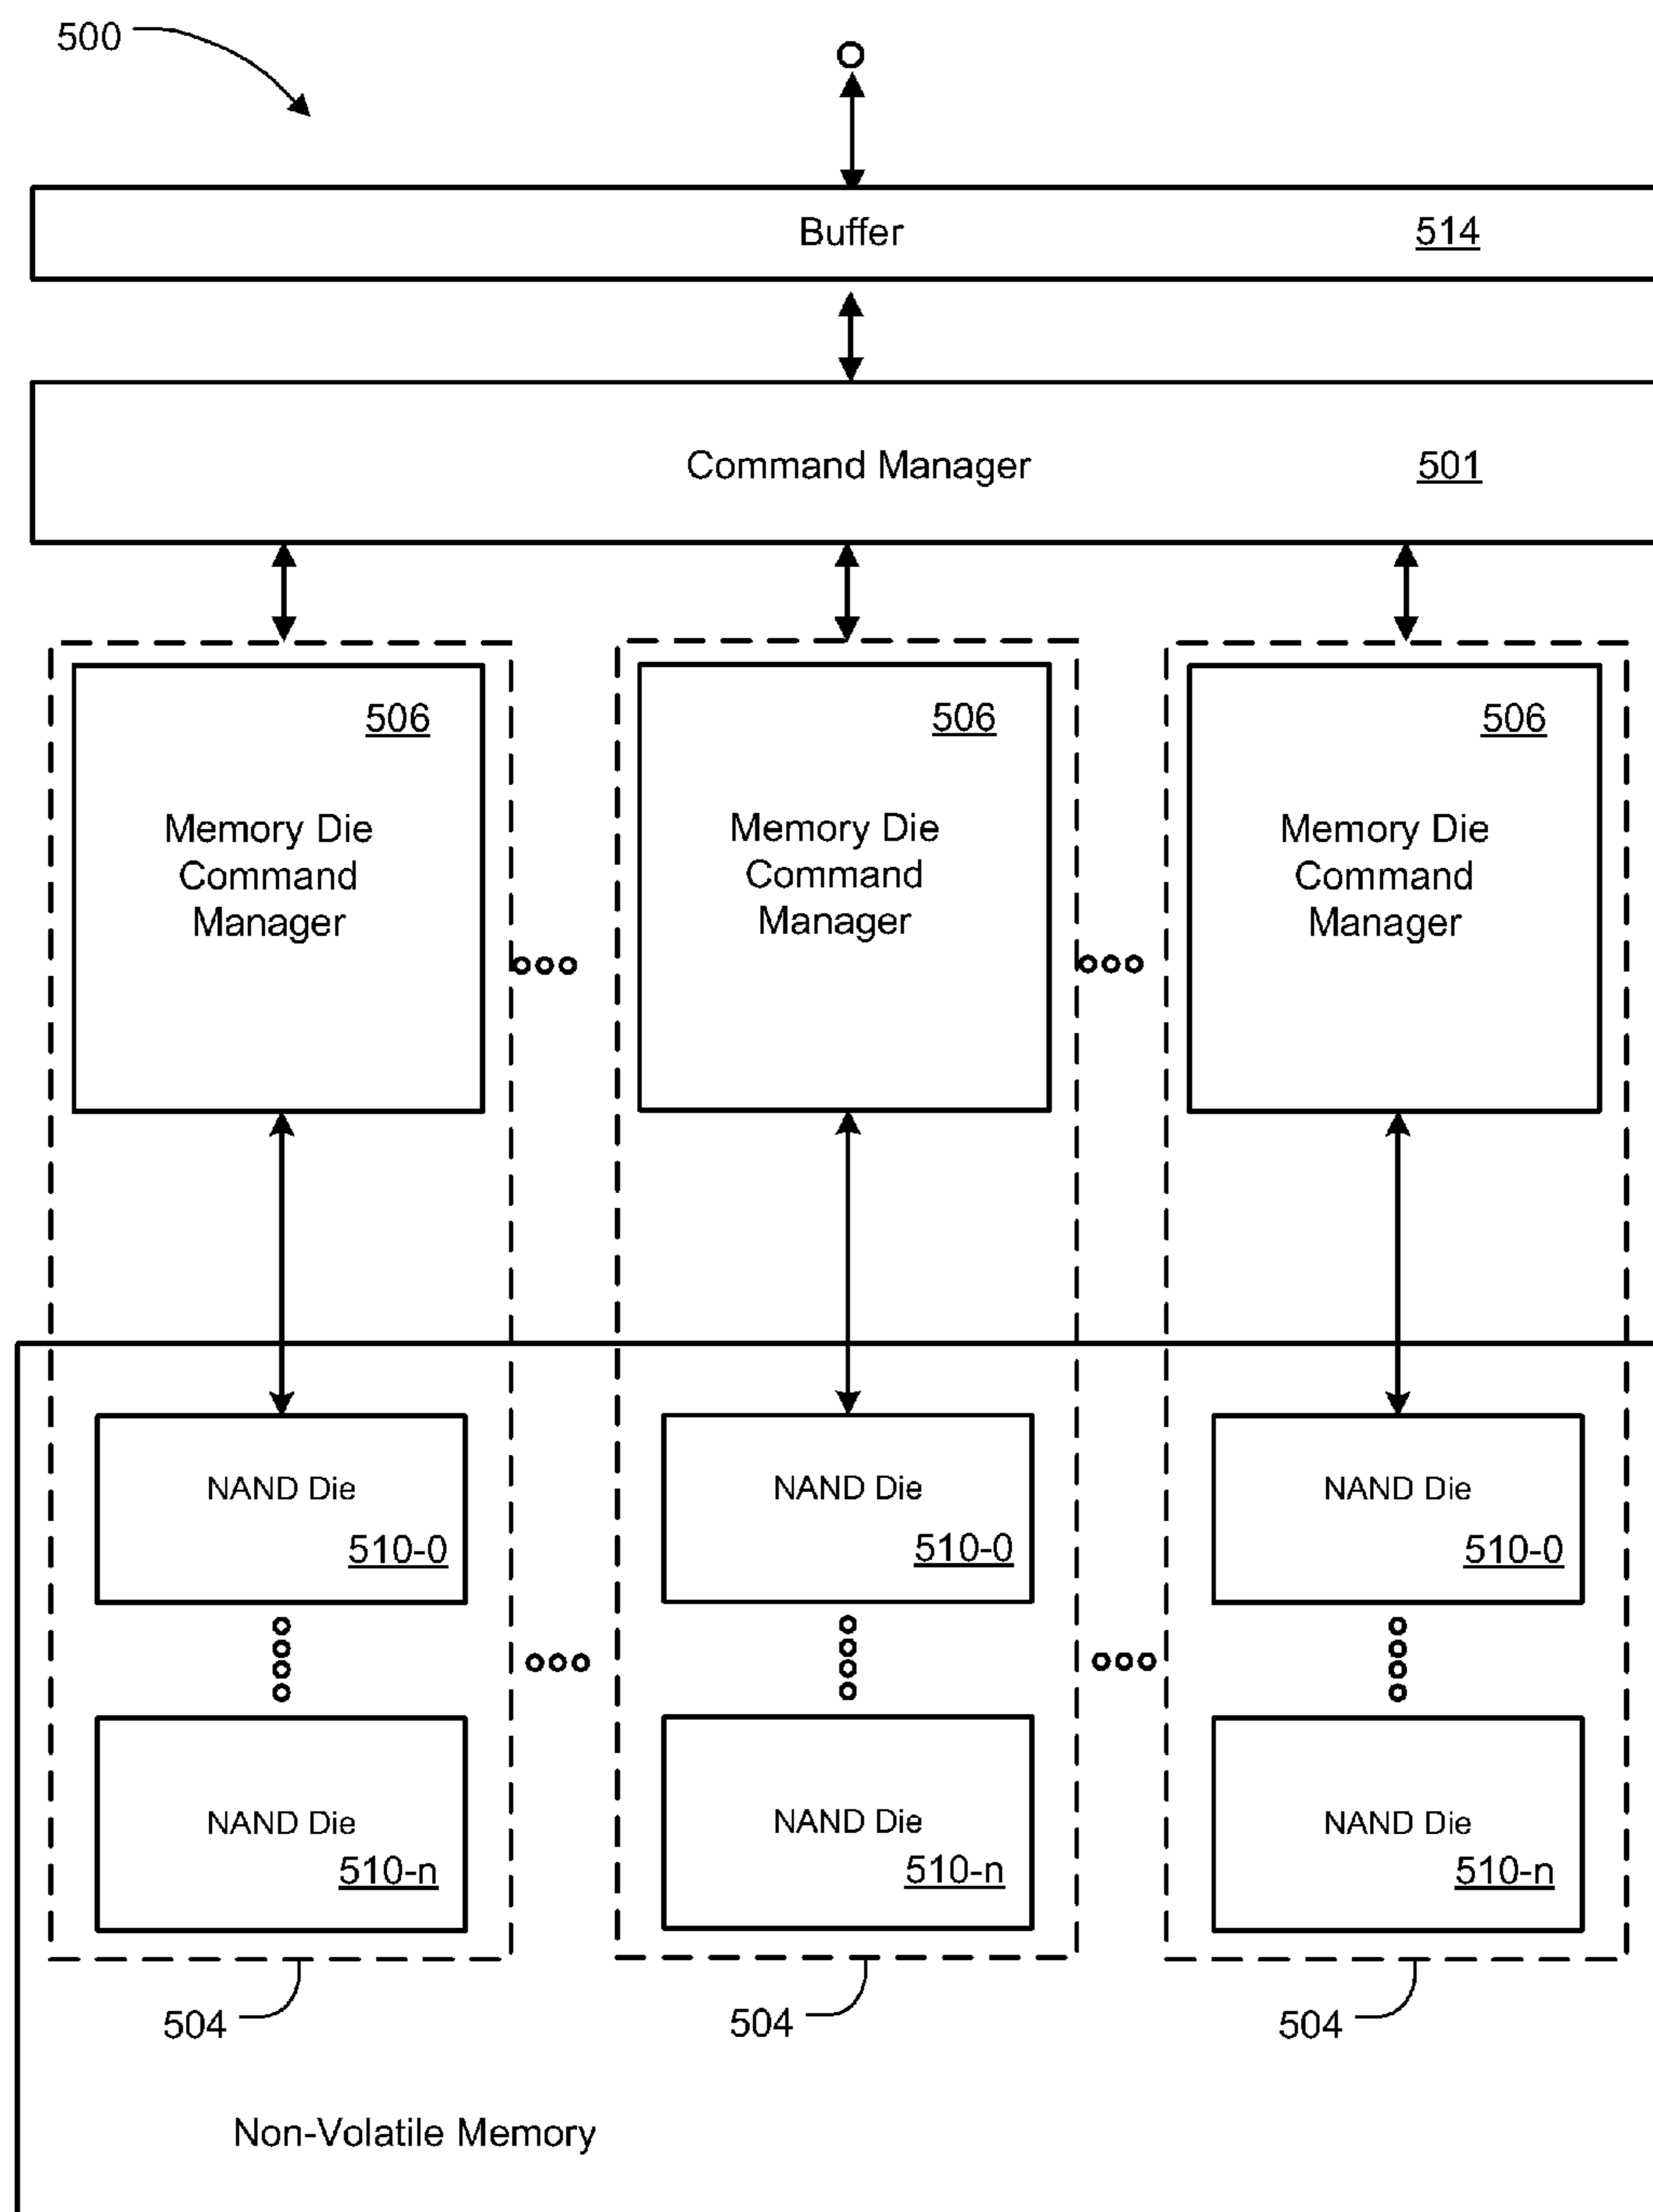 500
Buffer 514
Command Manager 501
506 506 506
Memory Die Memory Die Memory Die
Command Command Command
Manager Manager Manager
NAND Die NAND Die NAND Die
510-0 510-0 510-0
NAND Die NAND Die NAND Die
510-n 510-n 510-n
504 504 504
Non-Volatile Memory